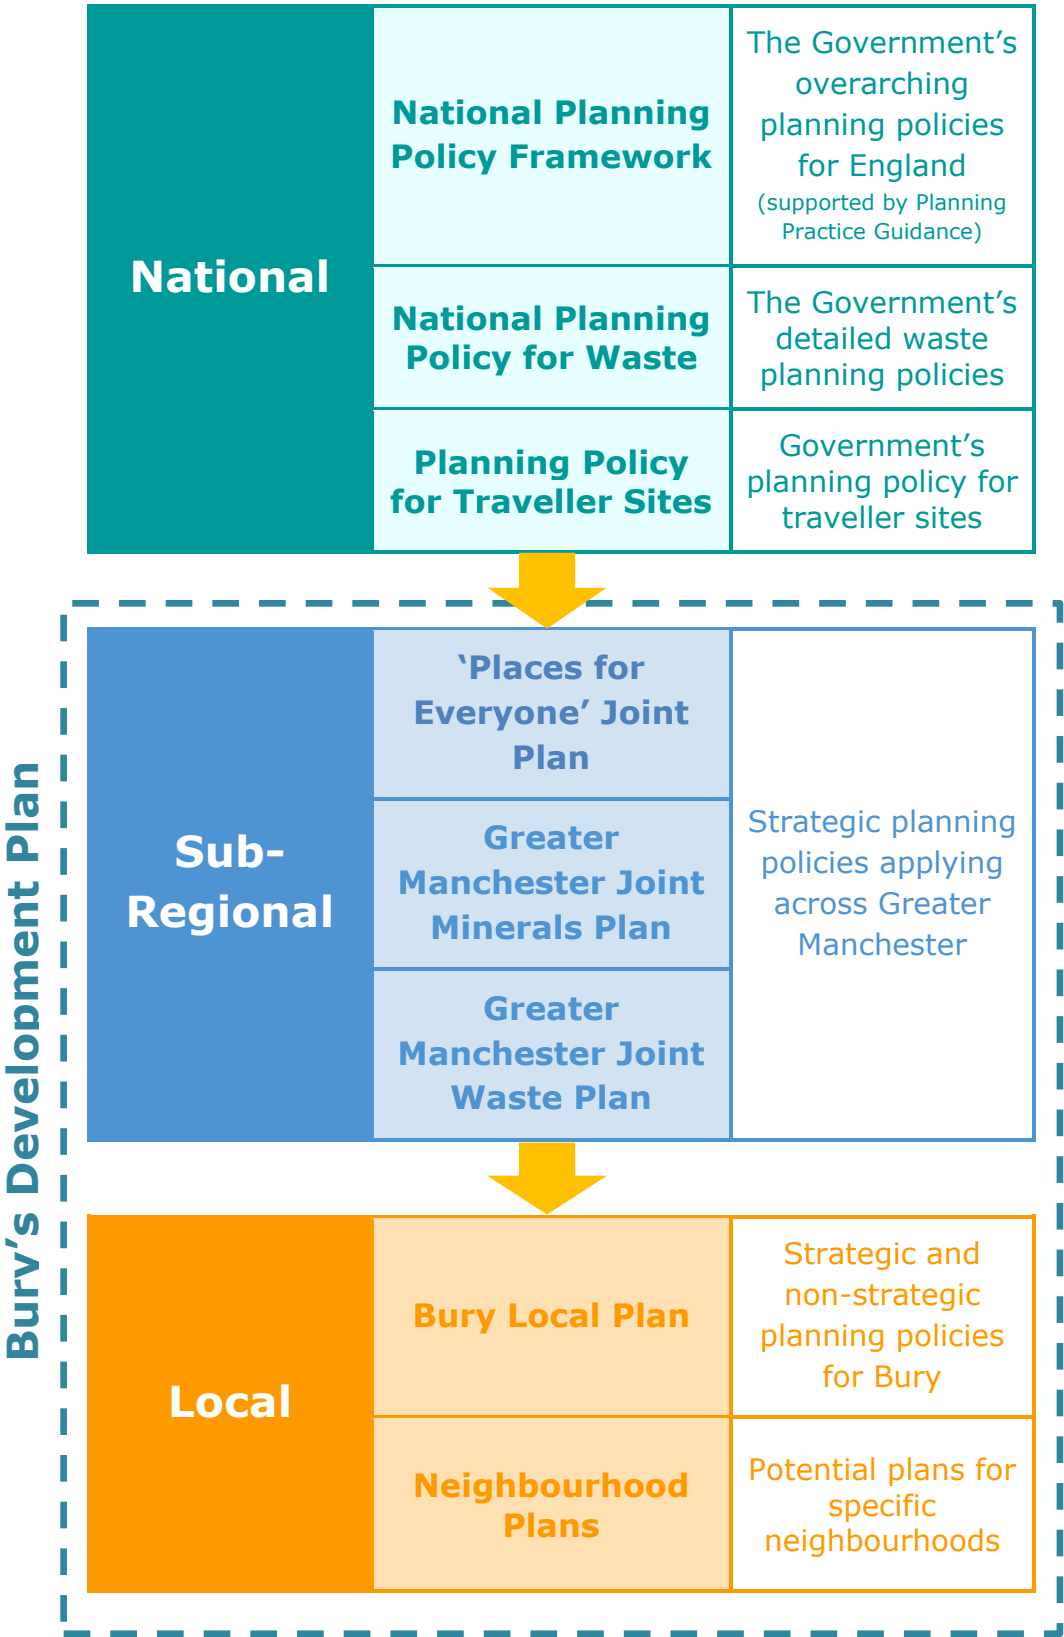 National
National Planning
Policy Framework
The Government’s
overarching
planning policies
for England
(supported by Planning
Practice Guidance)
National Planning
Policy for Waste
The Government’s
detailed waste
planning policies
Planning Policy
for Traveller Sites
Government’s
planning policy for
traveller sites
Bury’s Development Plan
Sub-
Regional
‘Places for
Everyone’ Joint
Plan
Greater
Manchester Joint
Minerals Plan
Greater
Manchester Joint
Waste Plan
Strategic planning
policies applying
across Greater
Manchester
Local
Bury Local Plan
Strategic and
non-strategic
planning policies
for Bury
Neighbourhood
Plans
Potential plans for
specific
neighbourhoods